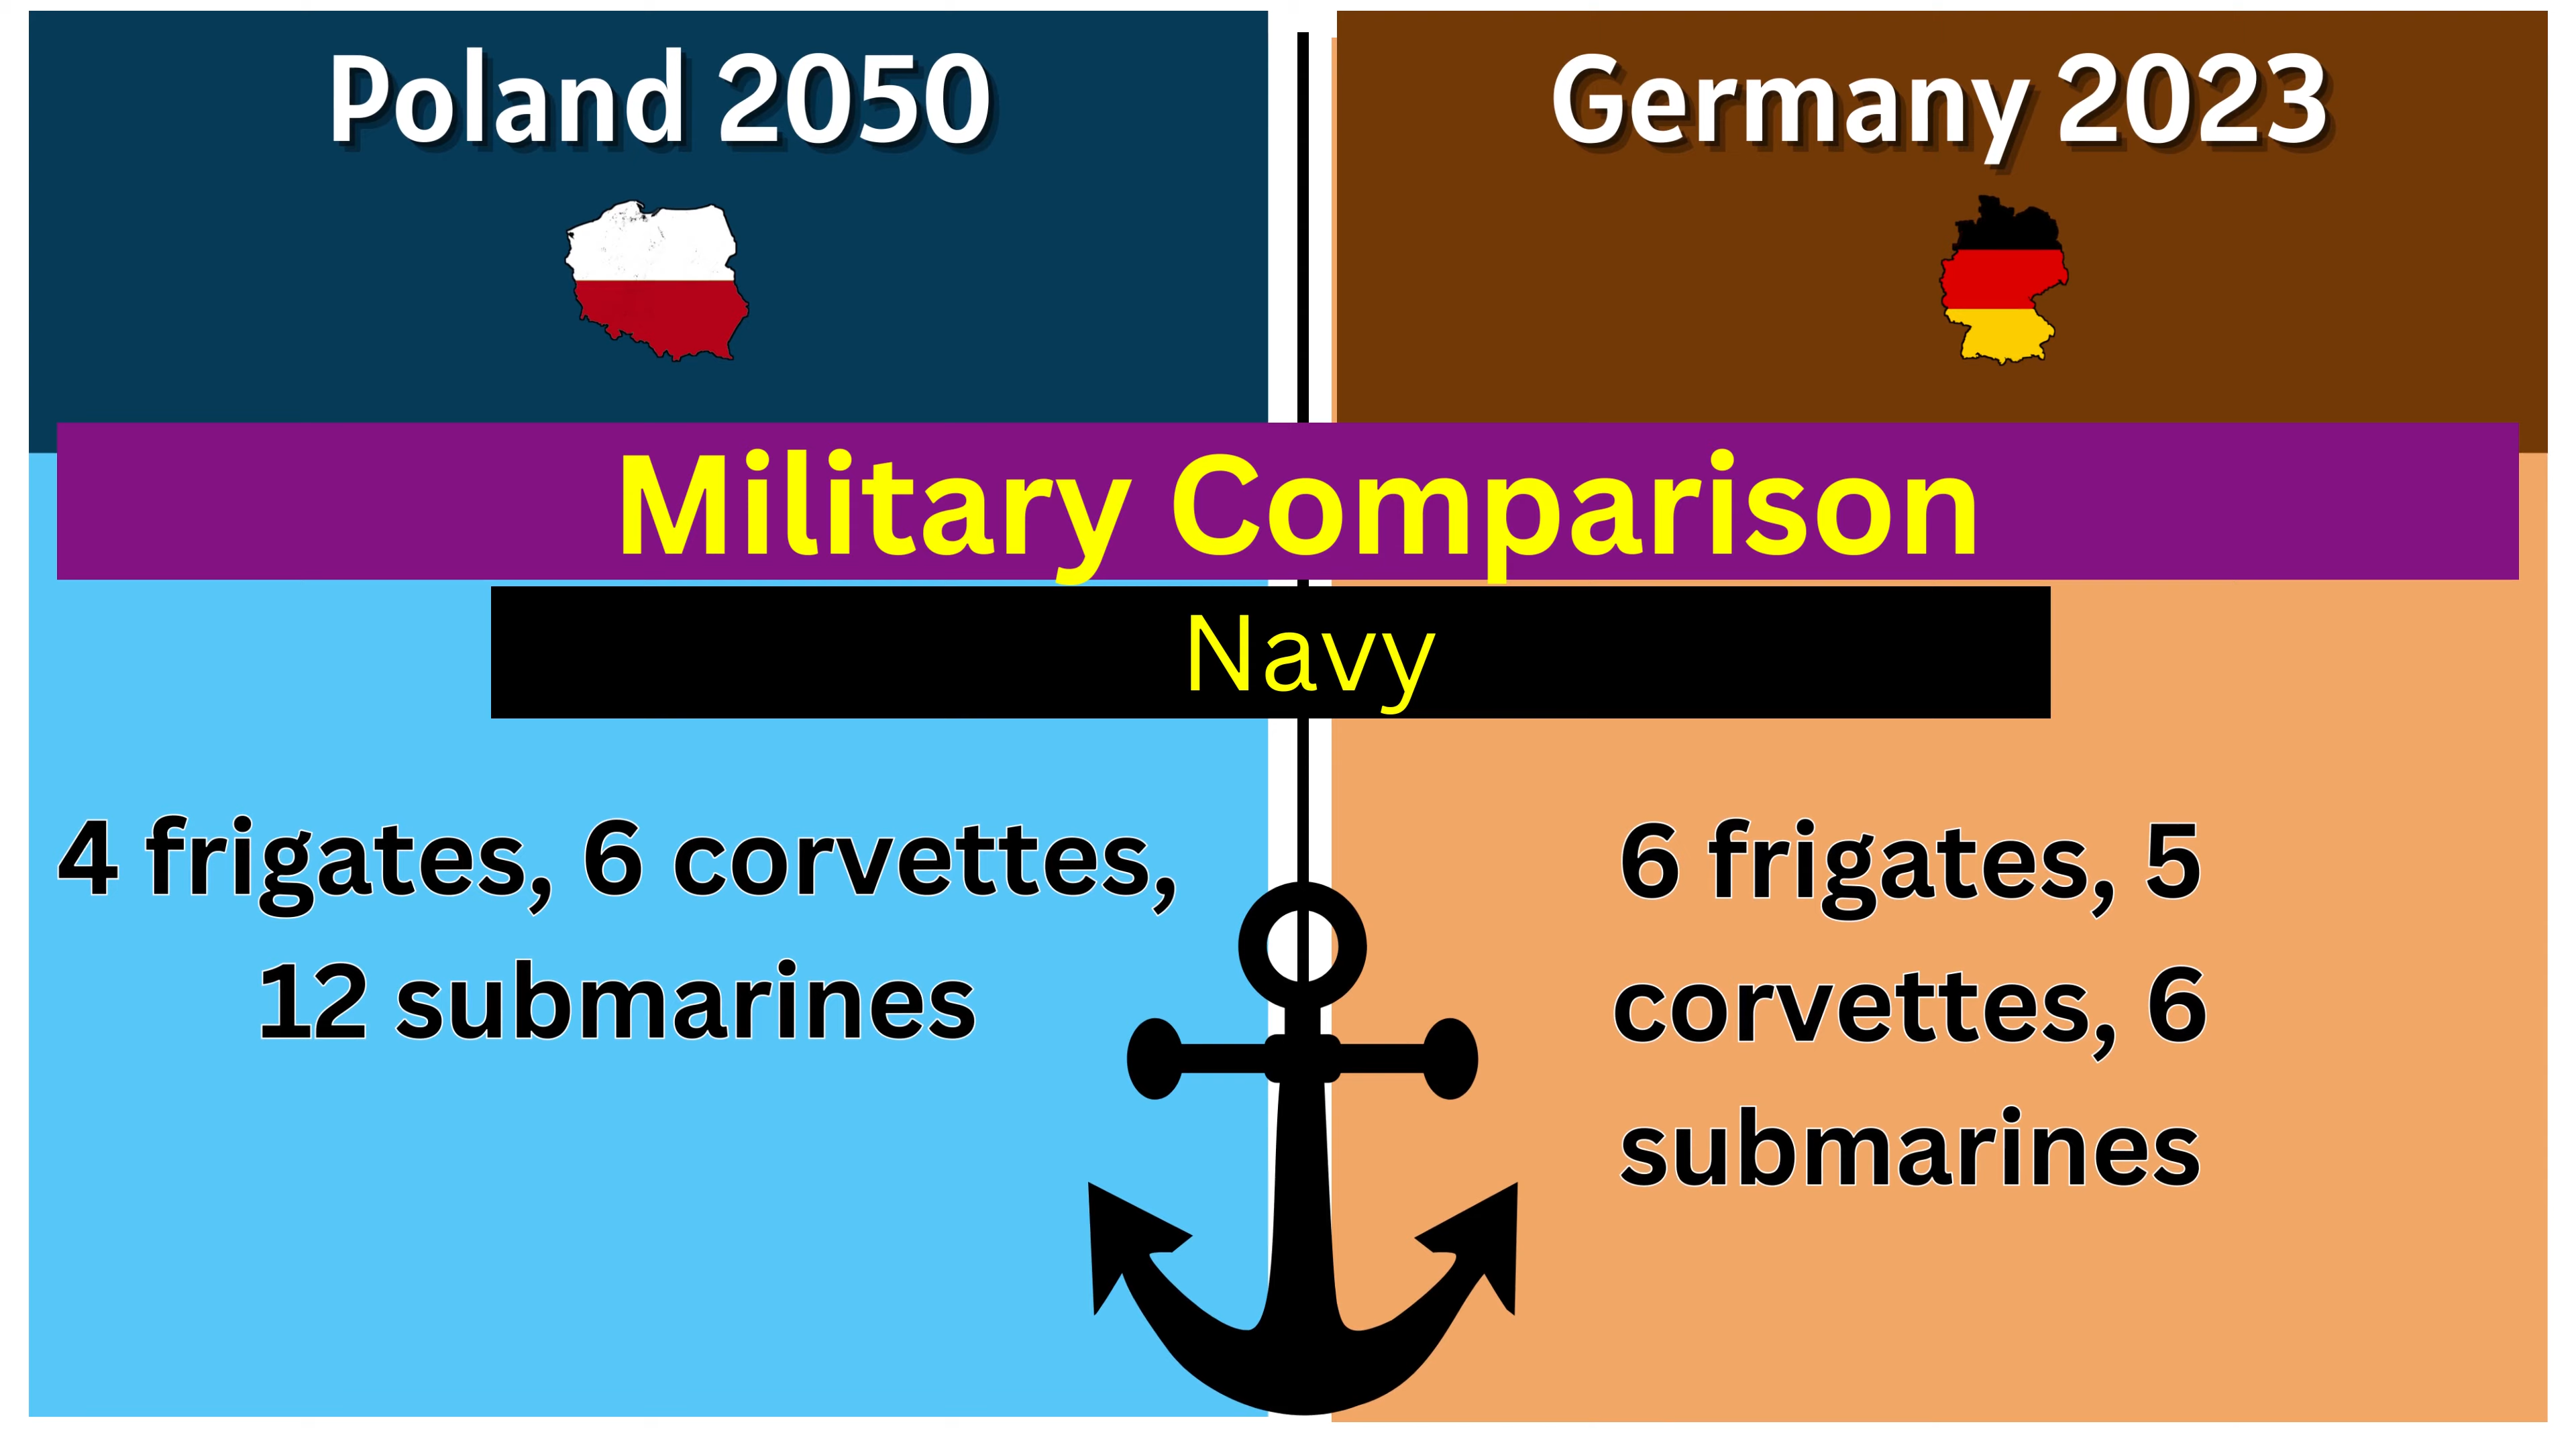 Poland 2050
Germany 2023
Military Comparison
Navy
4 frigates, 6 corvettes,
12 submarines
6 frigates, 5
corvettes, 6
submarines